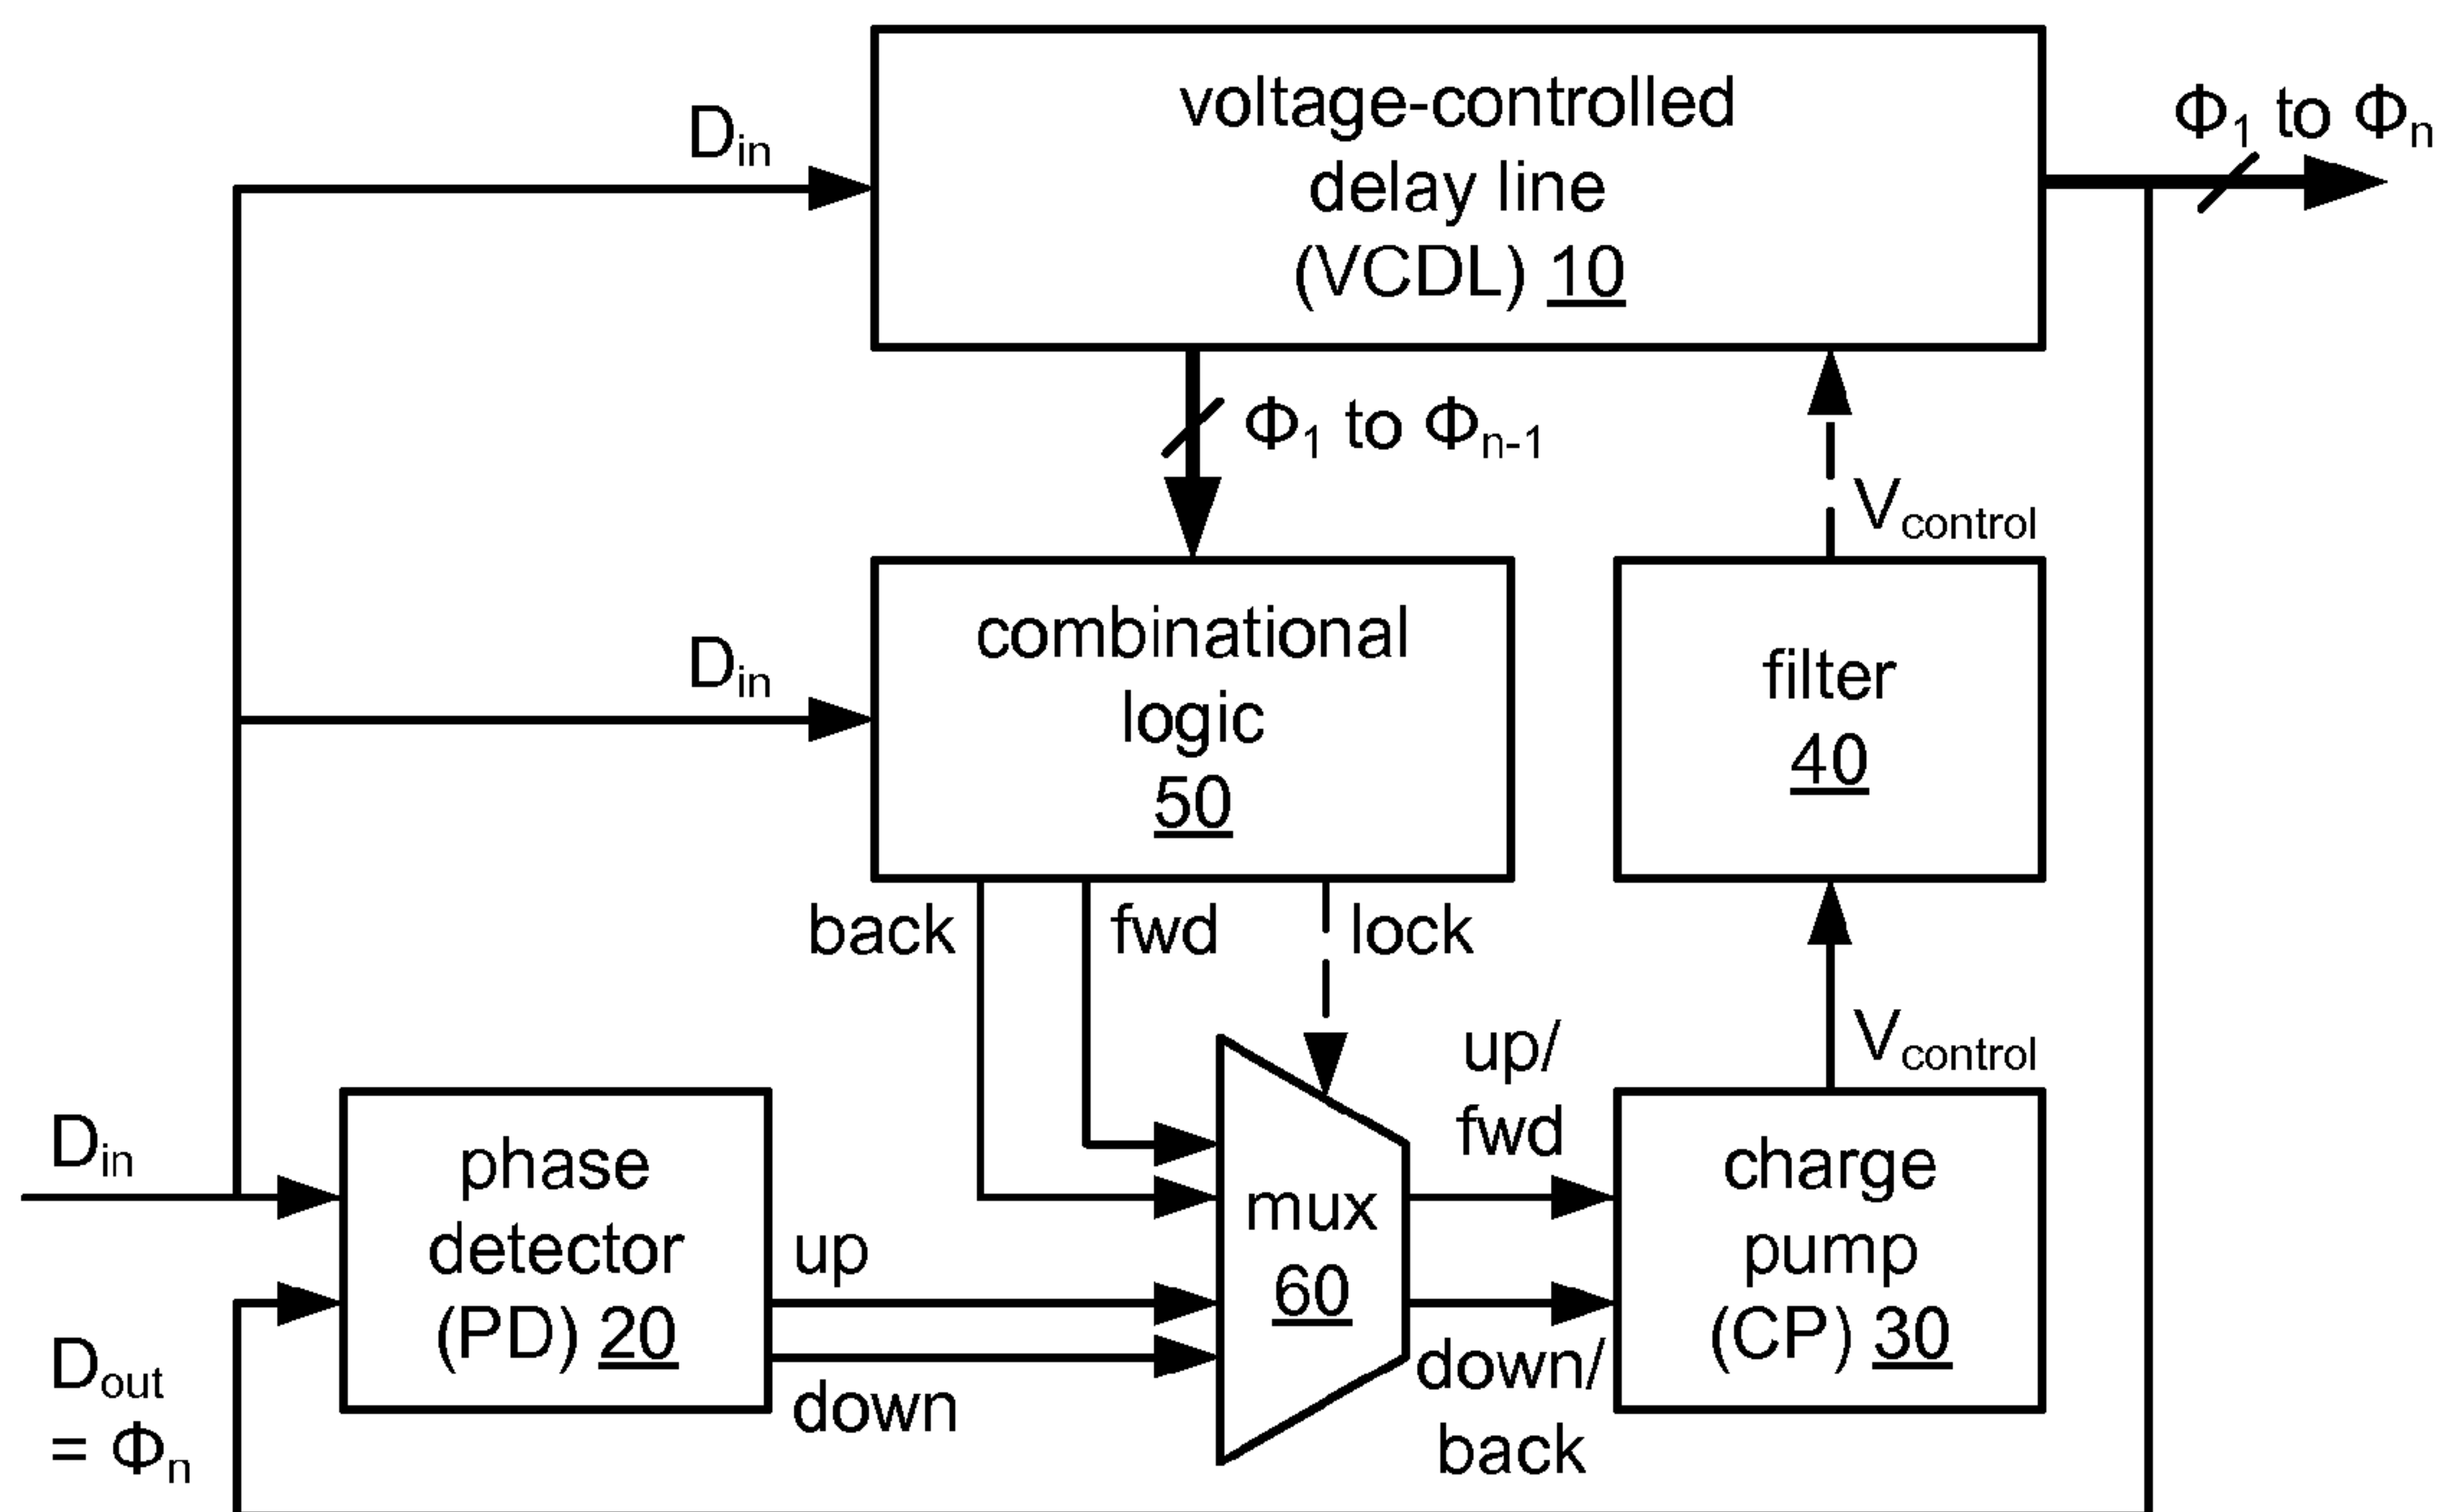 voltage-controlled
delay line
(VCDL) 10
Φ1 to Φn
Din
Φ1 to Φn-1
Vcontrol
combinational
logic
50
Din
filter
40
back
fwd
lock
up/
fwd
Vcontrol
Din
phase
detector
(PD) 20
up
down
mux
60
charge
pump
(CP) 30
down/
back
Dout
= Φn